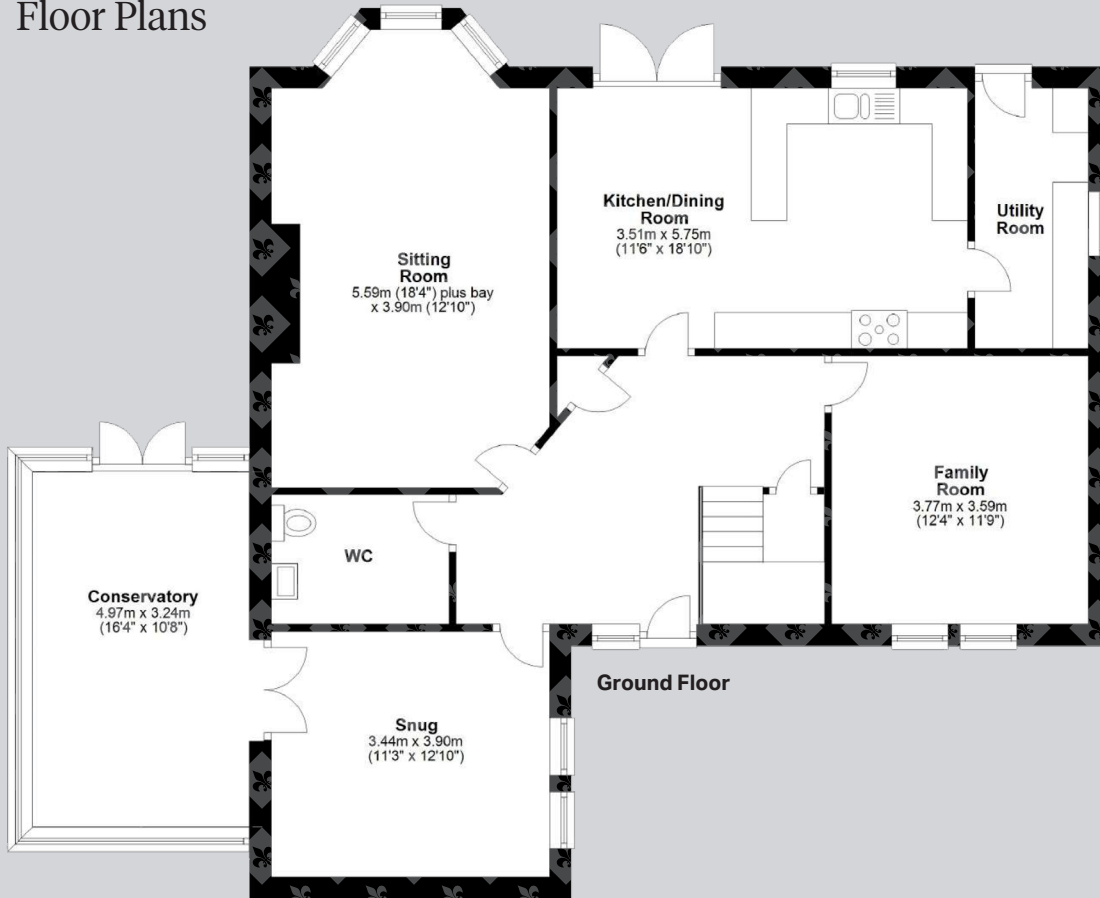 Floor Plans
Kitchen/Dining
Room
3.51m x 5.75m
(11'6" x 18'10")
Utility
Room
Sitting
Room
5.59m (18'4") plus bay
x 3.90m (12'10")
Family
Room
3.77m x 3.59m
(12'4" x 11'9")
WC
Conservatory
4.97m x 3.24m
(16'4" x 10'8")
Ground Floor
Snug
3.44m x 3.90m
(11'3" x 12'10")